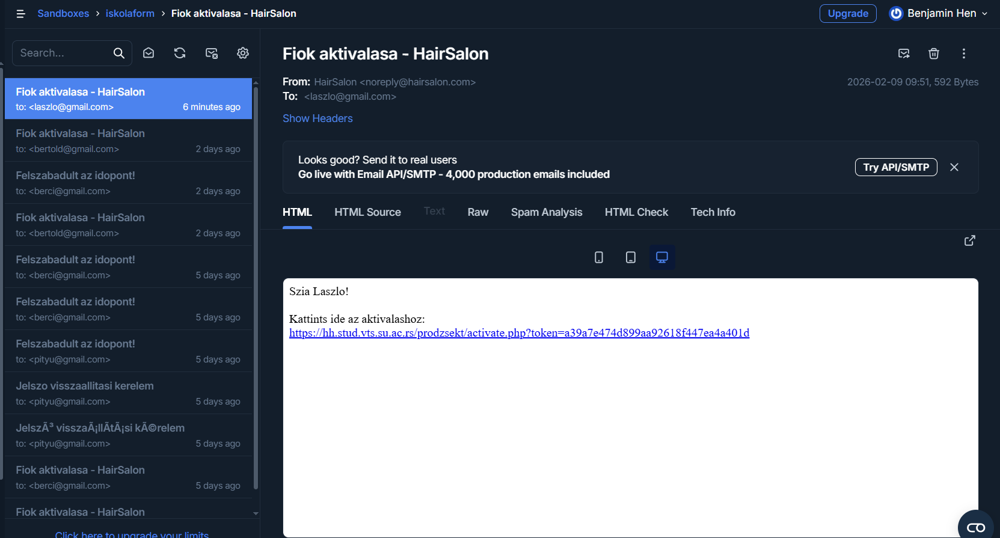 Sandboxes > iskolaform > Fiok aktivalasa - HairSalon
Upgrade
Benjamin Hen
Search...
Fiok aktivalasa - HairSalon
to: <laszlo@gmail.com> 6 minutes ago
Fiok aktivalasa - HairSalon
to: <bertold@gmail.com> 2 days ago
Felszabadult az idopont!
to: <berci@gmail.com> 2 days ago
Fiok aktivalasa - HairSalon
to: <bertold@gmail.com> 2 days ago
Felszabadult az idopont!
to: <berci@gmail.com> 5 days ago
Felszabadult az idopont!
to: <berci@gmail.com> 5 days ago
Felszabadult az idopont!
to: <pityu@gmail.com> 5 days ago
Jelszo visszaallitasi kerelem
to: <pityu@gmail.com> 5 days ago
JelszÃ³ visszaÃ¡llÃtÃ¡si kÃ©relem
to: <pityu@gmail.com> 5 days ago
Fiok aktivalasa - HairSalon
to: <berci@gmail.com> 5 days ago
Fiok aktivalasa - HairSalon
Click here to upgrade your limits
Fiok aktivalasa - HairSalon
From: HairSalon <noreply@hairsalon.com>
2026-02-09 09:51, 592 Bytes
To: <laszlo@gmail.com>
Show Headers
Looks good? Send it to real users
Go live with Email API/SMTP - 4,000 production emails included
Try API/SMTP
HTML HTML Source Text Raw Spam Analysis HTML Check Tech Info
Szia Laszlo!
Kattints ide az aktivalashoz:
https://hh.stud.vts.su.ac.rs/prodzsekt/activate.php?token=a39a7e474d899aa92618f447ea4a401d